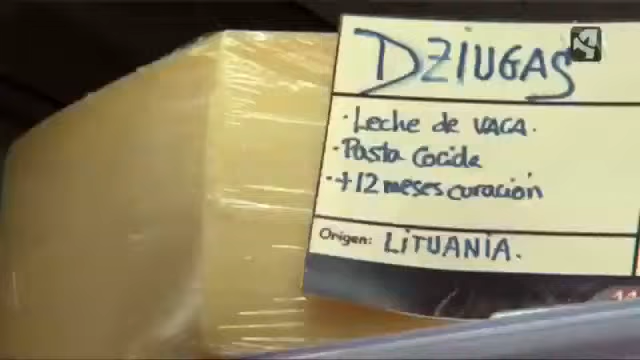 DZIUGAS
· Leche de VACA.
· Pasta Cocida
· +12 meses curación
Origen: LITUANIA.